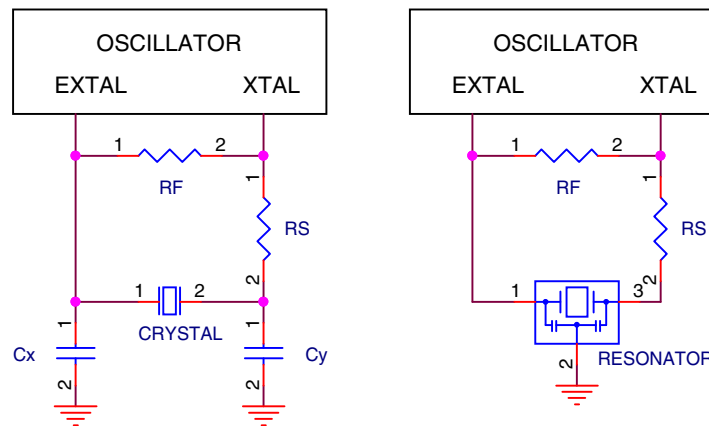 OSCILLATOR
EXTAL XTAL
1 2
RF
1
RS
2
1 2
CRYSTAL
1 1
Cx Cy
2 2
OSCILLATOR
EXTAL XTAL
1 2
RF
1
RS
2
1 3
RESONATOR
2